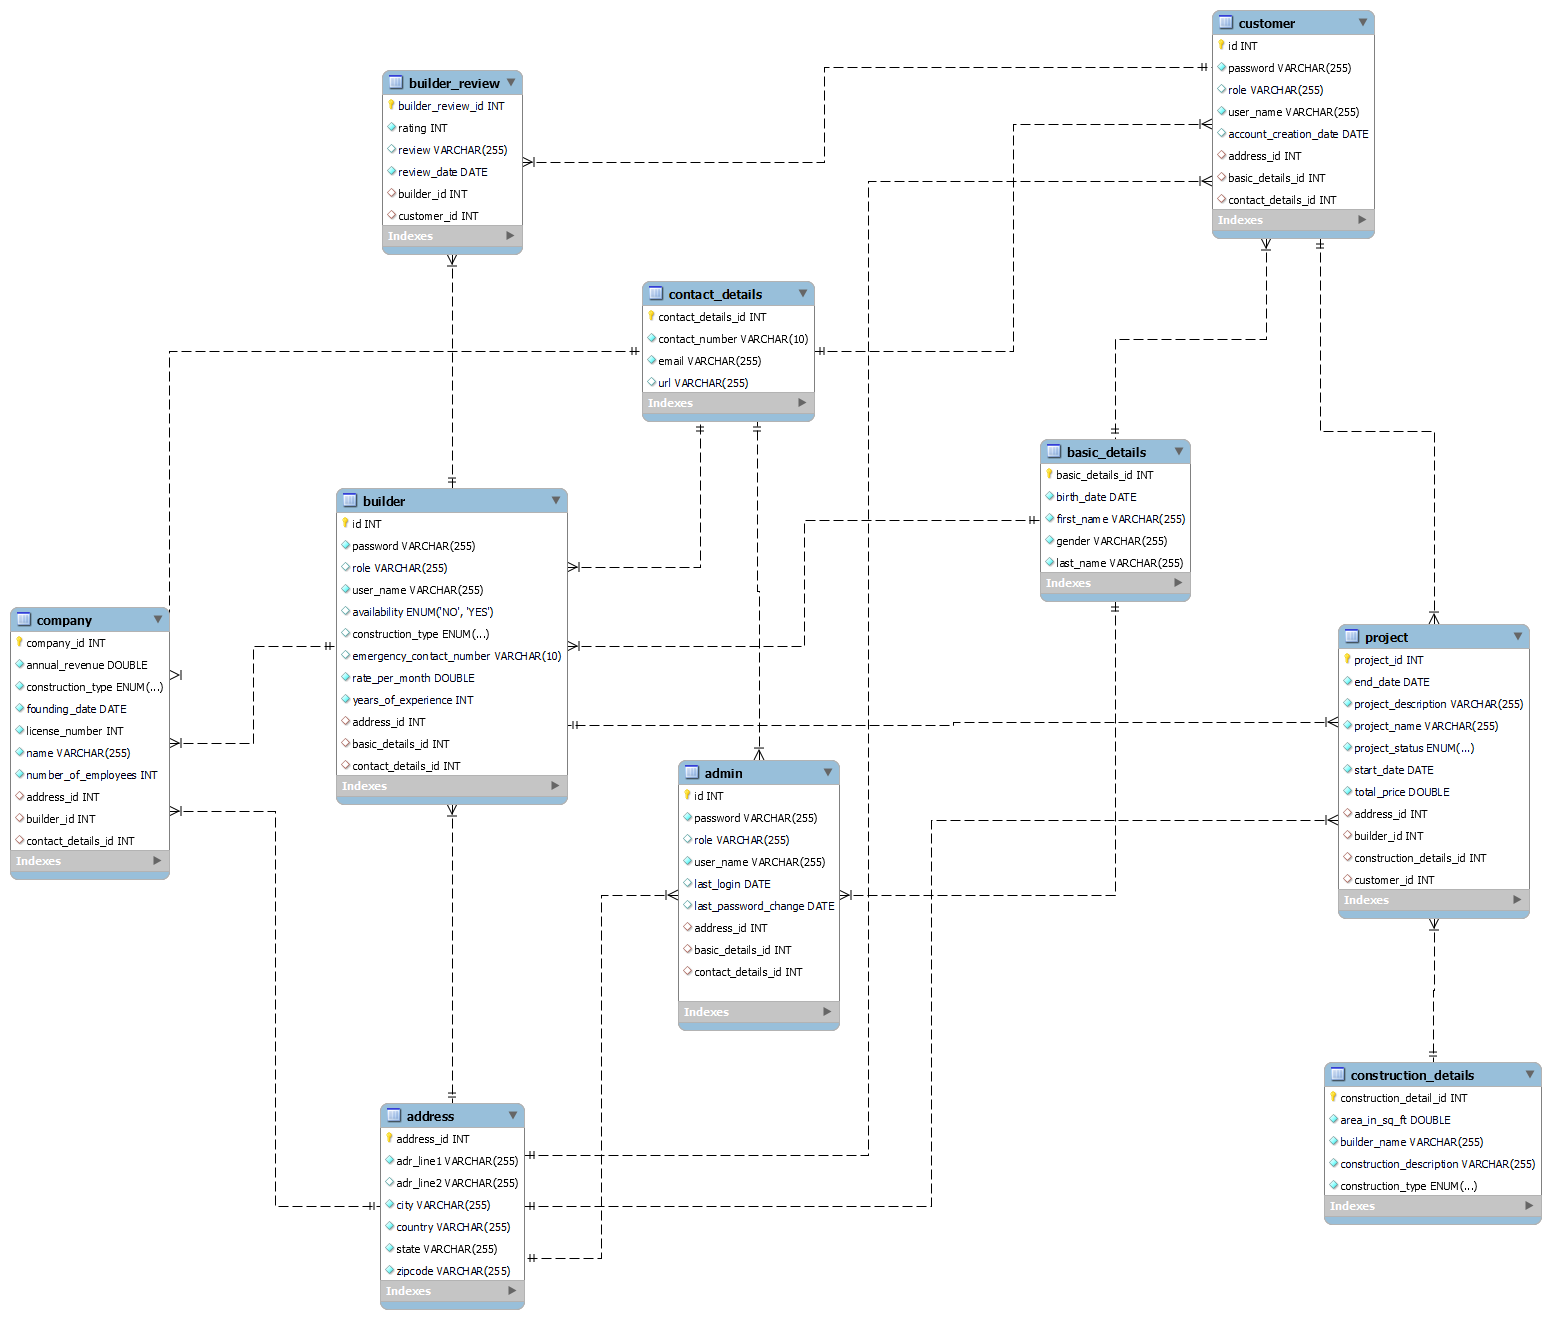 customer
id INT
password VARCHAR(255)
role VARCHAR(255)
user_name VARCHAR(255)
account_creation_date DATE
address_id INT
basic_details_id INT
contact_details_id INT
Indexes
builder_review
builder_review_id INT
rating INT
review VARCHAR(255)
review_date DATE
builder_id INT
customer_id INT
Indexes
contact_details
contact_details_id INT
contact_number VARCHAR(10)
email VARCHAR(255)
url VARCHAR(255)
Indexes
basic_details
basic_details_id INT
birth_date DATE
first_name VARCHAR(255)
gender VARCHAR(255)
last_name VARCHAR(255)
Indexes
builder
id INT
password VARCHAR(255)
role VARCHAR(255)
user_name VARCHAR(255)
availability ENUM('NO', 'YES')
construction_type ENUM(...)
emergency_contact_number VARCHAR(10)
rate_per_month DOUBLE
years_of_experience INT
address_id INT
basic_details_id INT
contact_details_id INT
Indexes
company
company_id INT
annual_revenue DOUBLE
construction_type ENUM(...)
founding_date DATE
license_number INT
name VARCHAR(255)
number_of_employees INT
address_id INT
builder_id INT
contact_details_id INT
Indexes
project
project_id INT
end_date DATE
project_description VARCHAR(255)
project_name VARCHAR(255)
project_status ENUM(...)
start_date DATE
total_price DOUBLE
address_id INT
builder_id INT
construction_details_id INT
customer_id INT
Indexes
admin
id INT
password VARCHAR(255)
role VARCHAR(255)
user_name VARCHAR(255)
last_login DATE
last_password_change DATE
address_id INT
basic_details_id INT
contact_details_id INT
Indexes
construction_details
construction_detail_id INT
area_in_sq_ft DOUBLE
builder_name VARCHAR(255)
construction_description VARCHAR(255)
construction_type ENUM(...)
Indexes
address
address_id INT
adr_line1 VARCHAR(255)
adr_line2 VARCHAR(255)
city VARCHAR(255)
country VARCHAR(255)
state VARCHAR(255)
zipcode VARCHAR(255)
Indexes